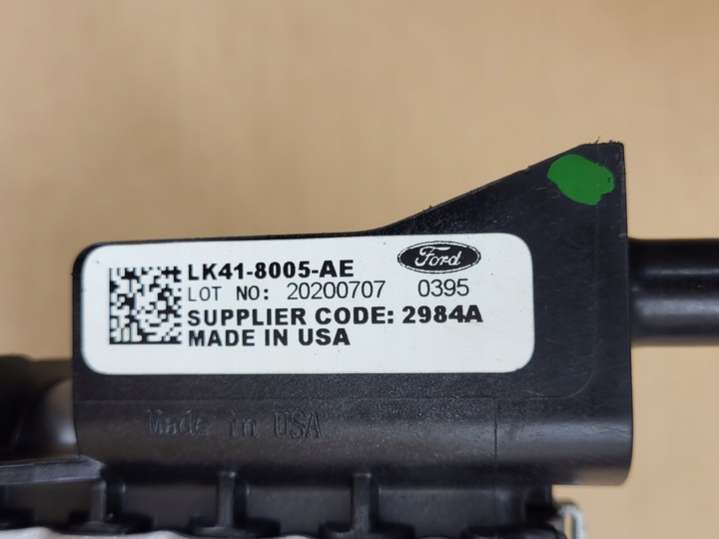 LK41-8005-AE
Ford
LOT NO: 20200707 0395
SUPPLIER CODE: 2984A
MADE IN USA
Made in USA